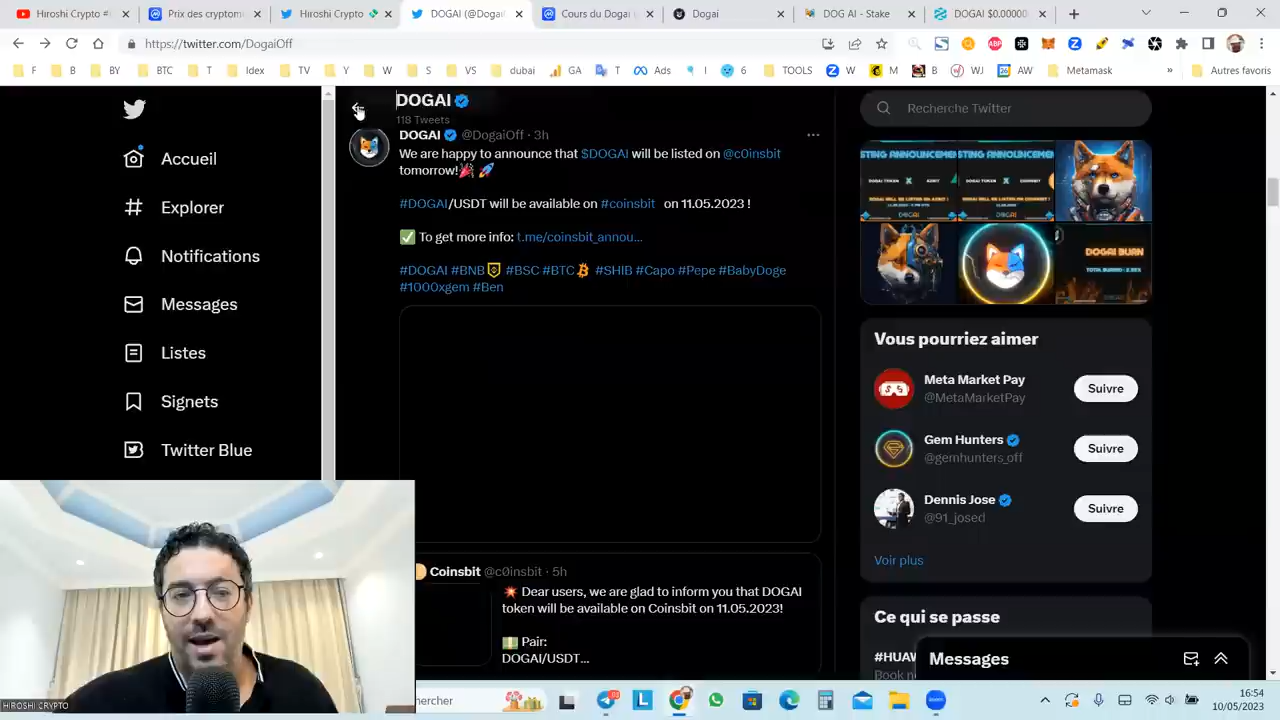 Hiroshi Crypto
Prix des cryptom
Hiroshi Crypto
DOGAI (@Dogai
Cours du Dogai
Dogai
DOG AI - Stake
DOGAI $0.00000
https://twitter.com/DogaiOff
F
B
BY
BTC
T
Idex
I
Y
W
S
VS
dubai
al
T
Ads
I
TOOLS
W
M
B
WJ
AW
Metamask
»
Autres favoris
DOGAI
118 Tweets
DOGAI @DogaiOff · 3h
We are happy to announce that $DOGAI will be listed on @c0insbit
tomorrow!
#DOGAI/USDT will be available on #coinsbit on 11.05.2023 !
To get more info: t.me/coinsbit_annou...
#DOGAI #BNB #BSC #BTC #SHIB #Capo #Pepe #BabyDoge
#1000xgem #Ben
Coinsbit @c0insbit · 5h
Dear users, we are glad to inform you that DOGAI
token will be available on Coinsbit on 11.05.2023!
Pair:
DOGAI/USDT...
Accueil
Explorer
Notifications
Messages
Listes
Signets
Twitter Blue
Recherche Twitter
DOGAI BURN
Vous pourriez aimer
Meta Market Pay
@MetaMarketPay
Suivre
Gem Hunters
@gemhunters_off
Suivre
Dennis Jose
@91_josed
Suivre
Voir plus
Ce qui se passe
#HUAW
Book ne
Messages
HIROSHI CRYPTO
hercher
16:54
10/05/2023